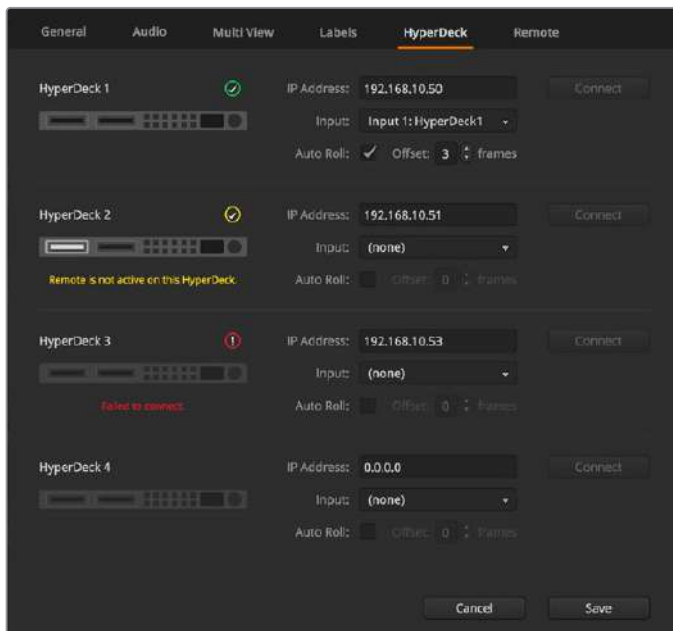 General Audio Multi View Labels HyperDeck Remote
HyperDeck 1 IP Address: 192.168.10.50 Connect
Input: Input 1: HyperDeck1
Auto Roll: Offset: 3 frames
HyperDeck 2 IP Address: 192.168.10.51 Connect
Input: (none)
Remote is not active on this HyperDeck. Auto Roll: Offset: 0 frames
HyperDeck 3 IP Address: 192.168.10.53 Connect
Input: (none)
Failed to connect. Auto Roll: Offset: 0 frames
HyperDeck 4 IP Address: 0.0.0.0 Connect
Input: (none)
Auto Roll: Offset: 0 frames
Cancel Save